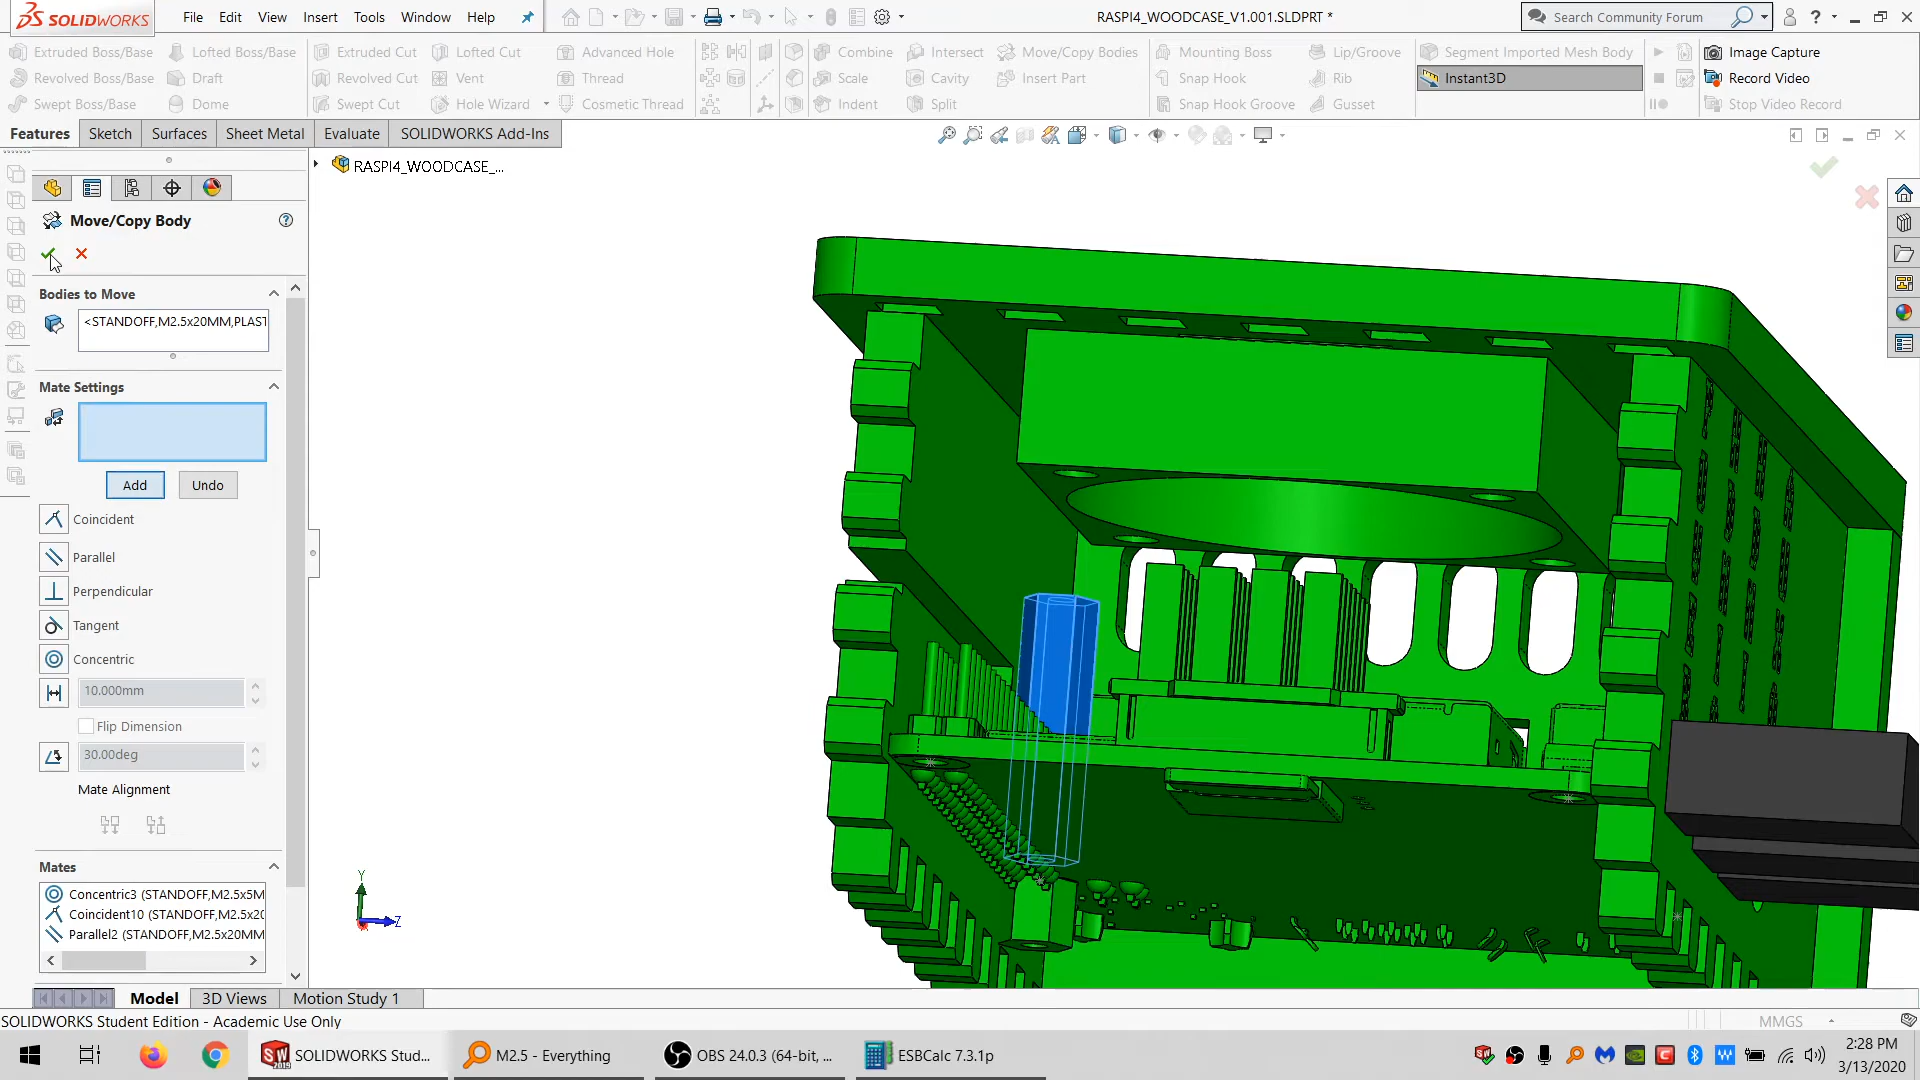 SOLIDWORKS File Edit View Insert Tools Window Help RASPI4_WOODCASE_V1.001.SLDPRT * Search Community Forum
Extruded Boss/Base Lofted Boss/Base Extruded Cut Lofted Cut Advanced Hole Combine Intersect Move/Copy Bodies Mounting Boss Lip/Groove Segment Imported Mesh Body Image Capture
Revolved Boss/Base Draft Revolved Cut Vent Thread Scale Cavity Insert Part Snap Hook Rib Instant3D Record Video
Swept Boss/Base Dome Swept Cut Hole Wizard Cosmetic Thread Indent Split Snap Hook Groove Gusset Stop Video Record
Features Sketch Surfaces Sheet Metal Evaluate SOLIDWORKS Add-Ins
RASPI4_WOODCASE_...
Move/Copy Body
Bodies to Move
<STANDOFF,M2.5x20MM,PLAST
Mate Settings
Add Undo
Coincident
Parallel
Perpendicular
Tangent
Concentric
10.000mm
Flip Dimension
30.00deg
Mate Alignment
Mates
Concentric3 (STANDOFF,M2.5x5M
Coincident10 (STANDOFF,M2.5x20
Parallel2 (STANDOFF,M2.5x20MM
Y
Z
Model 3D Views Motion Study 1
SOLIDWORKS Student Edition - Academic Use Only MMGS
SOLIDWORKS Stud... M2.5 - Everything OBS 24.0.3 (64-bit, ... ESBCalc 7.3.1p 2:28 PM
3/13/2020